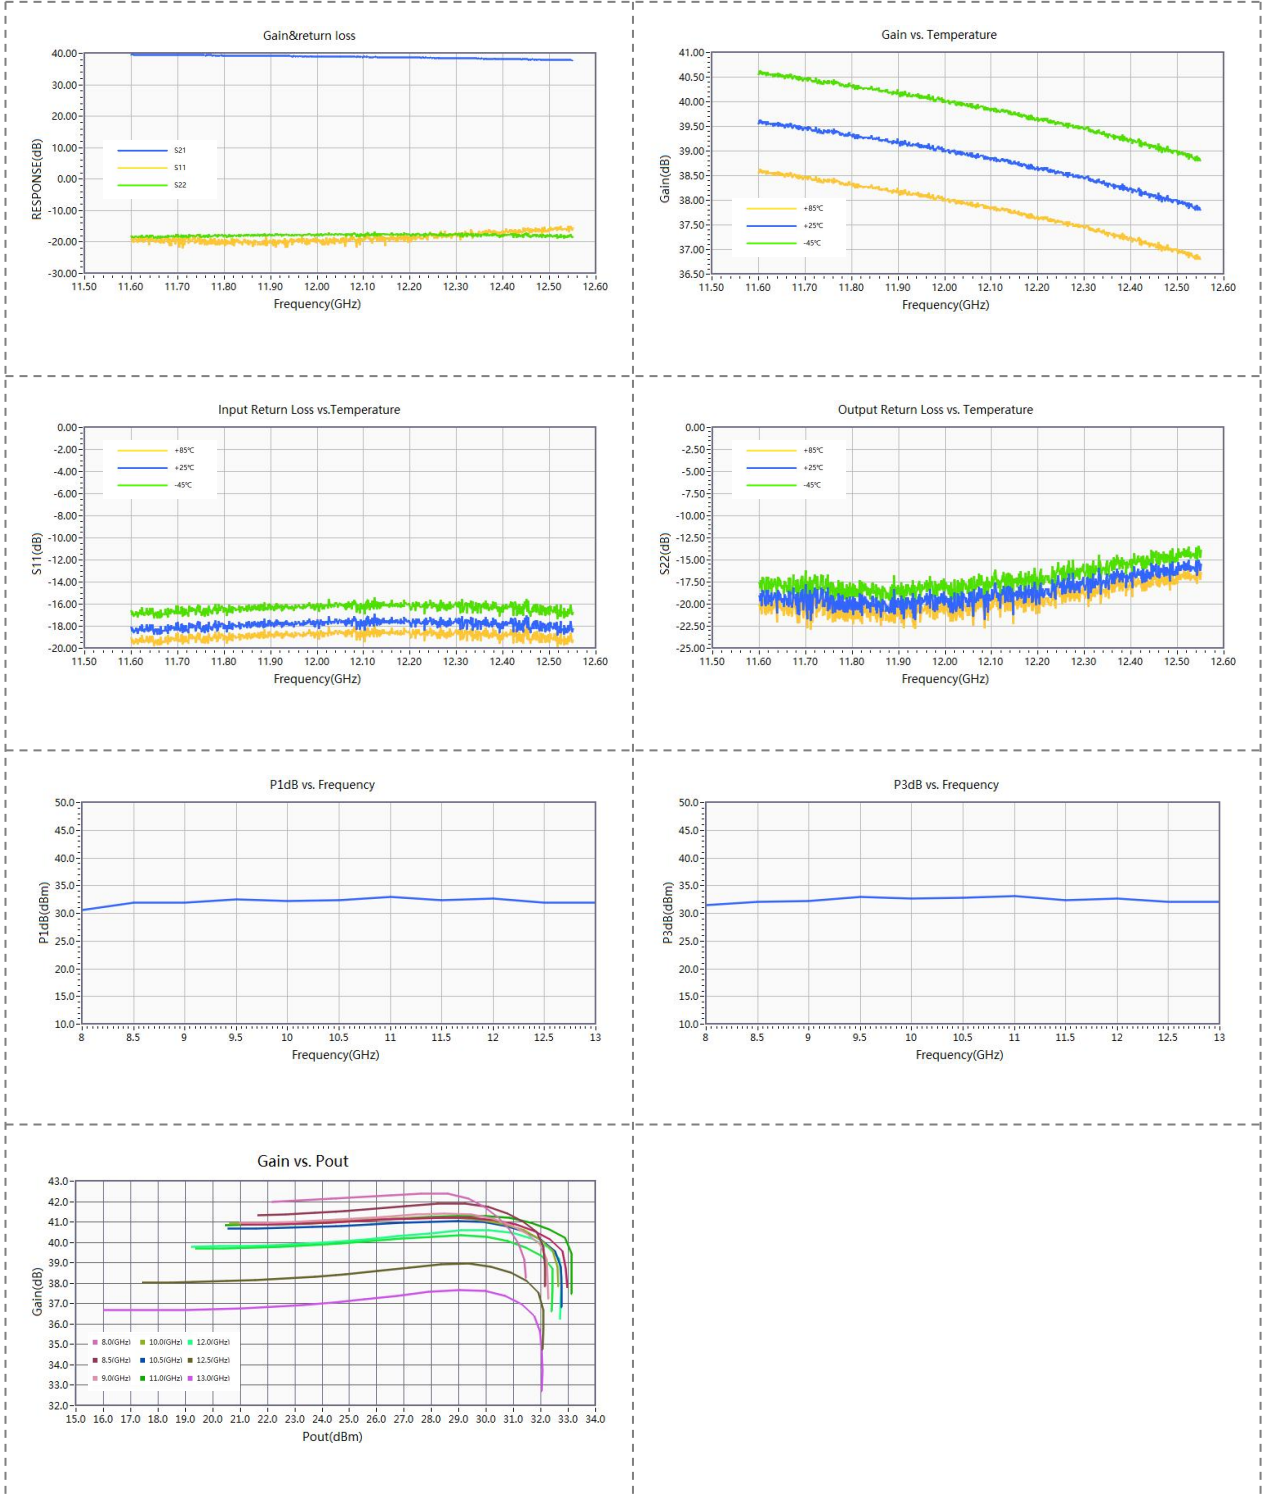 Gain&return loss
RESPONSE(dB)
40.00
30.00
20.00
10.00
0.00
-10.00
-20.00
-30.00
S21
S11
S22
11.50 11.60 11.70 11.80 11.90 12.00 12.10 12.20 12.30 12.40 12.50 12.60
Frequency(GHz)
Gain vs. Temperature
Gain(dB)
41.00
40.50
40.00
39.50
39.00
38.50
38.00
37.50
37.00
36.50
+85℃
+25℃
-45℃
11.50 11.60 11.70 11.80 11.90 12.00 12.10 12.20 12.30 12.40 12.50 12.60
Frequency(GHz)
Input Return Loss vs.Temperature
S11(dB)
0.00
-2.00
-4.00
-6.00
-8.00
-10.00
-12.00
-14.00
-16.00
-18.00
-20.00
+85℃
+25℃
-45℃
11.50 11.60 11.70 11.80 11.90 12.00 12.10 12.20 12.30 12.40 12.50 12.60
Frequency(GHz)
Output Return Loss vs. Temperature
S22(dB)
0.00
-2.50
-5.00
-7.50
-10.00
-12.50
-15.00
-17.50
-20.00
-22.50
-25.00
+85℃
+25℃
-45℃
11.50 11.60 11.70 11.80 11.90 12.00 12.10 12.20 12.30 12.40 12.50 12.60
Frequency(GHz)
P1dB vs. Frequency
P1dB(dBm)
50.0
45.0
40.0
35.0
30.0
25.0
20.0
15.0
10.0
8 8.5 9 9.5 10 10.5 11 11.5 12 12.5 13
Frequency(GHz)
P3dB vs. Frequency
P3dB(dBm)
50.0
45.0
40.0
35.0
30.0
25.0
20.0
15.0
10.0
8 8.5 9 9.5 10 10.5 11 11.5 12 12.5 13
Frequency(GHz)
Gain vs. Pout
Gain(dB)
43.0
42.0
41.0
40.0
39.0
38.0
37.0
36.0
35.0
34.0
33.0
32.0
8.0(GHz) 10.0(GHz) 12.0(GHz)
8.5(GHz) 10.5(GHz) 12.5(GHz)
9.0(GHz) 11.0(GHz) 13.0(GHz)
15.0 16.0 17.0 18.0 19.0 20.0 21.0 22.0 23.0 24.0 25.0 26.0 27.0 28.0 29.0 30.0 31.0 32.0 33.0 34.0
Pout(dBm)